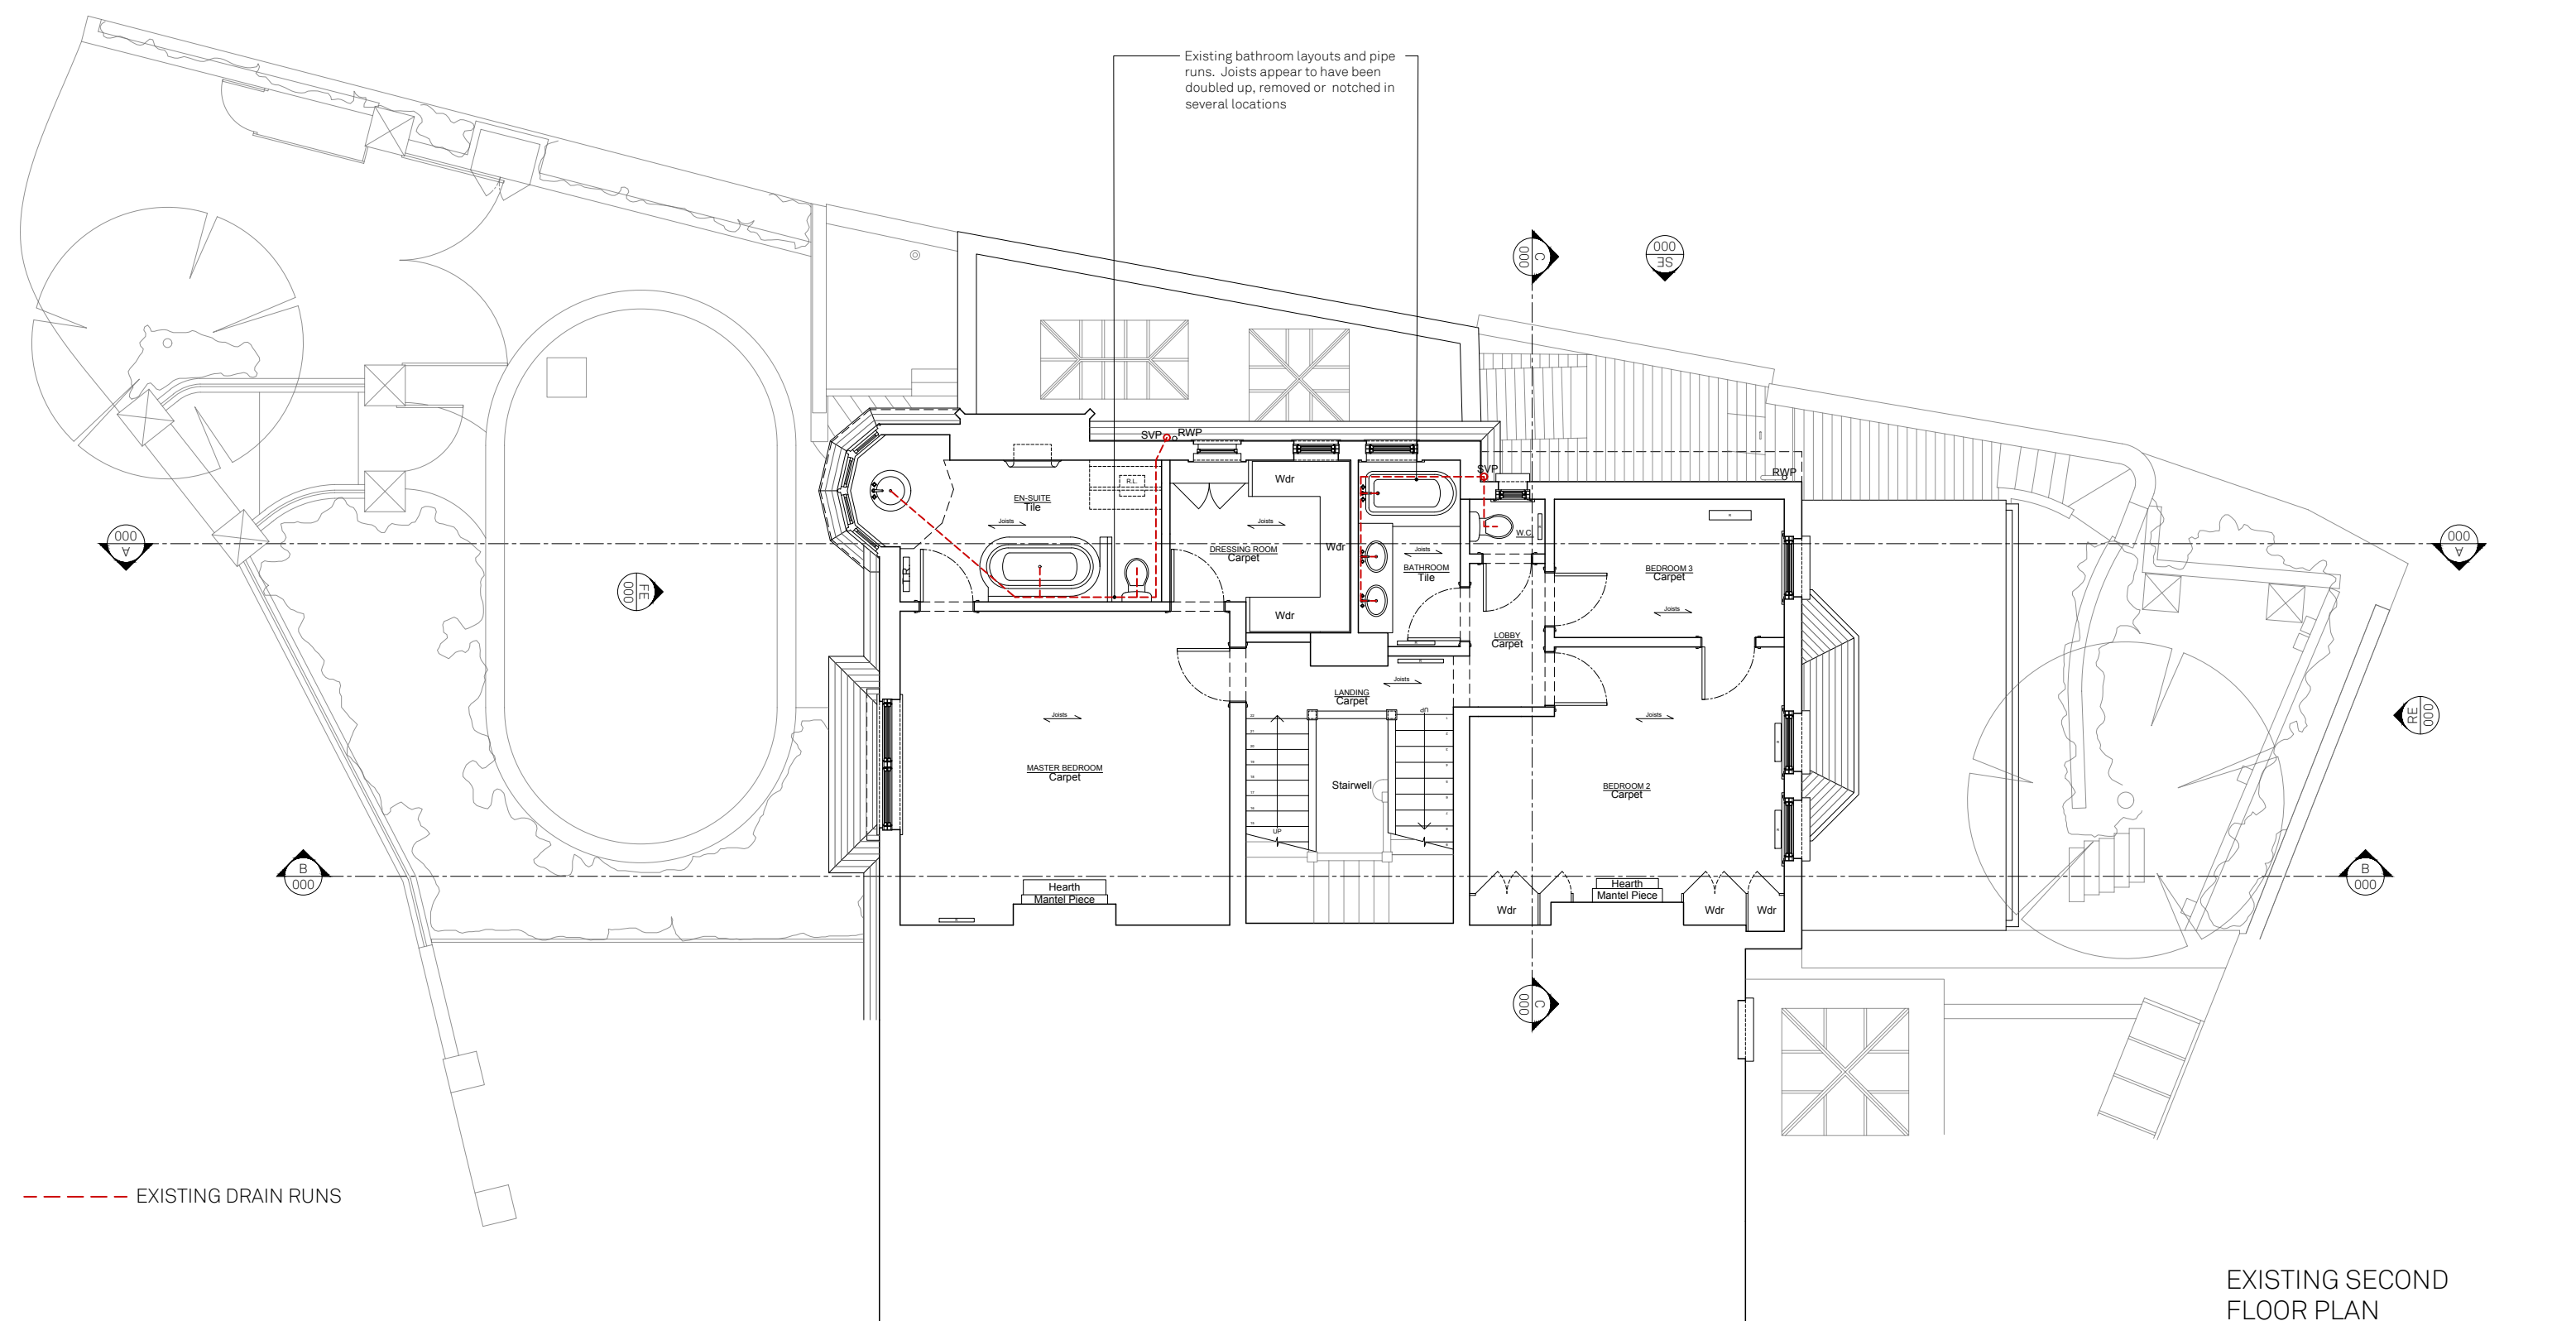 Existing bathroom layouts and pipe
runs. Joists appear to have been
doubled up, removed or notched in
several locations
C
000
000
SE
SVP
RWP
SVP
RWP
R.L.
EN-SUITE
Tile
Joists
Joists
DRESSING ROOM
Carpet
Wdr
Wdr
Wdr
Joists
BATHROOM
Tile
W.C.
BEDROOM 3
Carpet
Joists
T.R.
LOBBY
Carpet
000
A
000
A
FE
000
RE
000
LANDING
Carpet
Joists
Joists
Joists
UP
MASTER BEDROOM
Carpet
Stairwell
BEDROOM 2
Carpet
UP
B
000
B
000
Hearth
Mantel Piece
Hearth
Mantel Piece
Wdr
Wdr
Wdr
C
000
EXISTING DRAIN RUNS
EXISTING SECOND
FLOOR PLAN